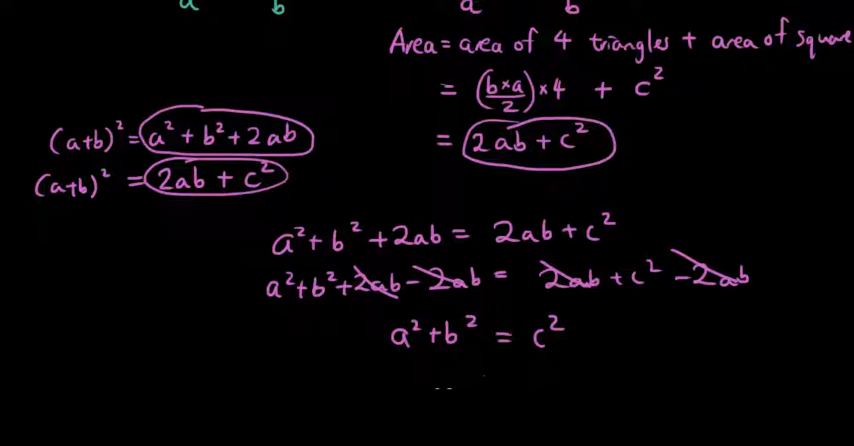 a b a b
Area = area of 4 triangles + area of square
= (b×a/2)×4 + c²
(a+b)² = a² + b² + 2ab
= 2ab + c²
(a+b)² = 2ab + c²
a² + b² + 2ab = 2ab + c²
a² + b² + 2ab - 2ab = 2ab + c² - 2ab
a² + b² = c²